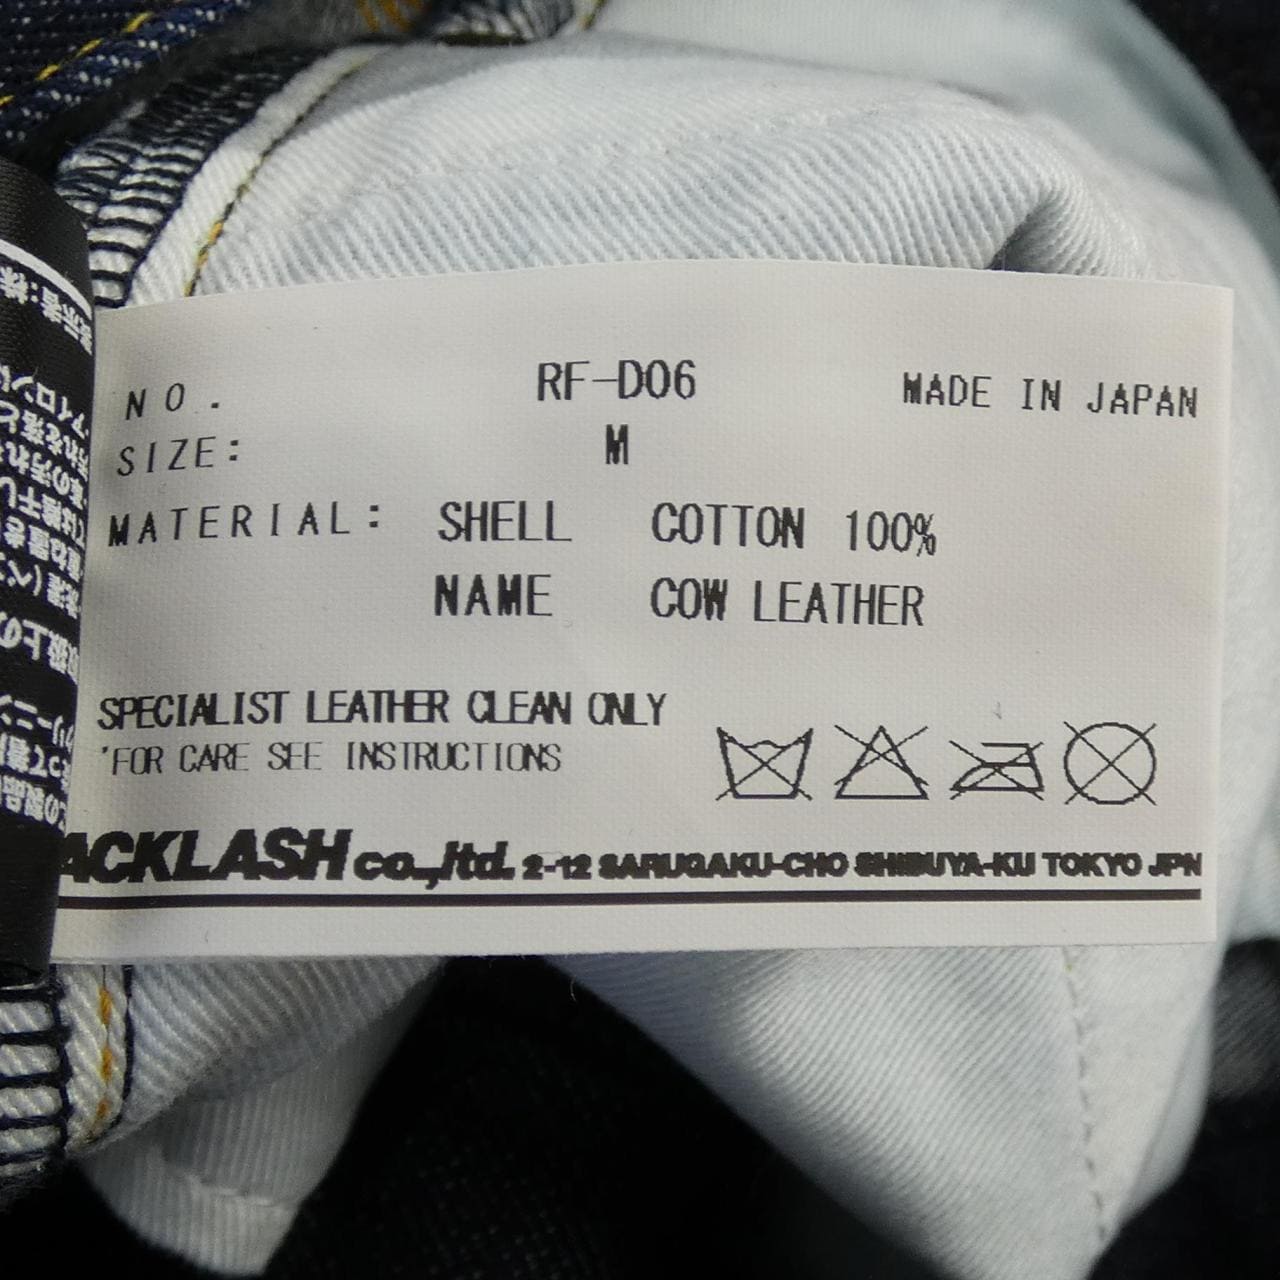 NO. RF-D06 MADE IN JAPAN
SIZE: M
MATERIAL: SHELL COTTON 100%
NAME COW LEATHER
SPECIALIST LEATHER CLEAN ONLY
*FOR CARE SEE INSTRUCTIONS
ACKLASH co.,ltd. 2-12 SARUGAKU-CHO SHIBUYA-KU TOKYO JPN